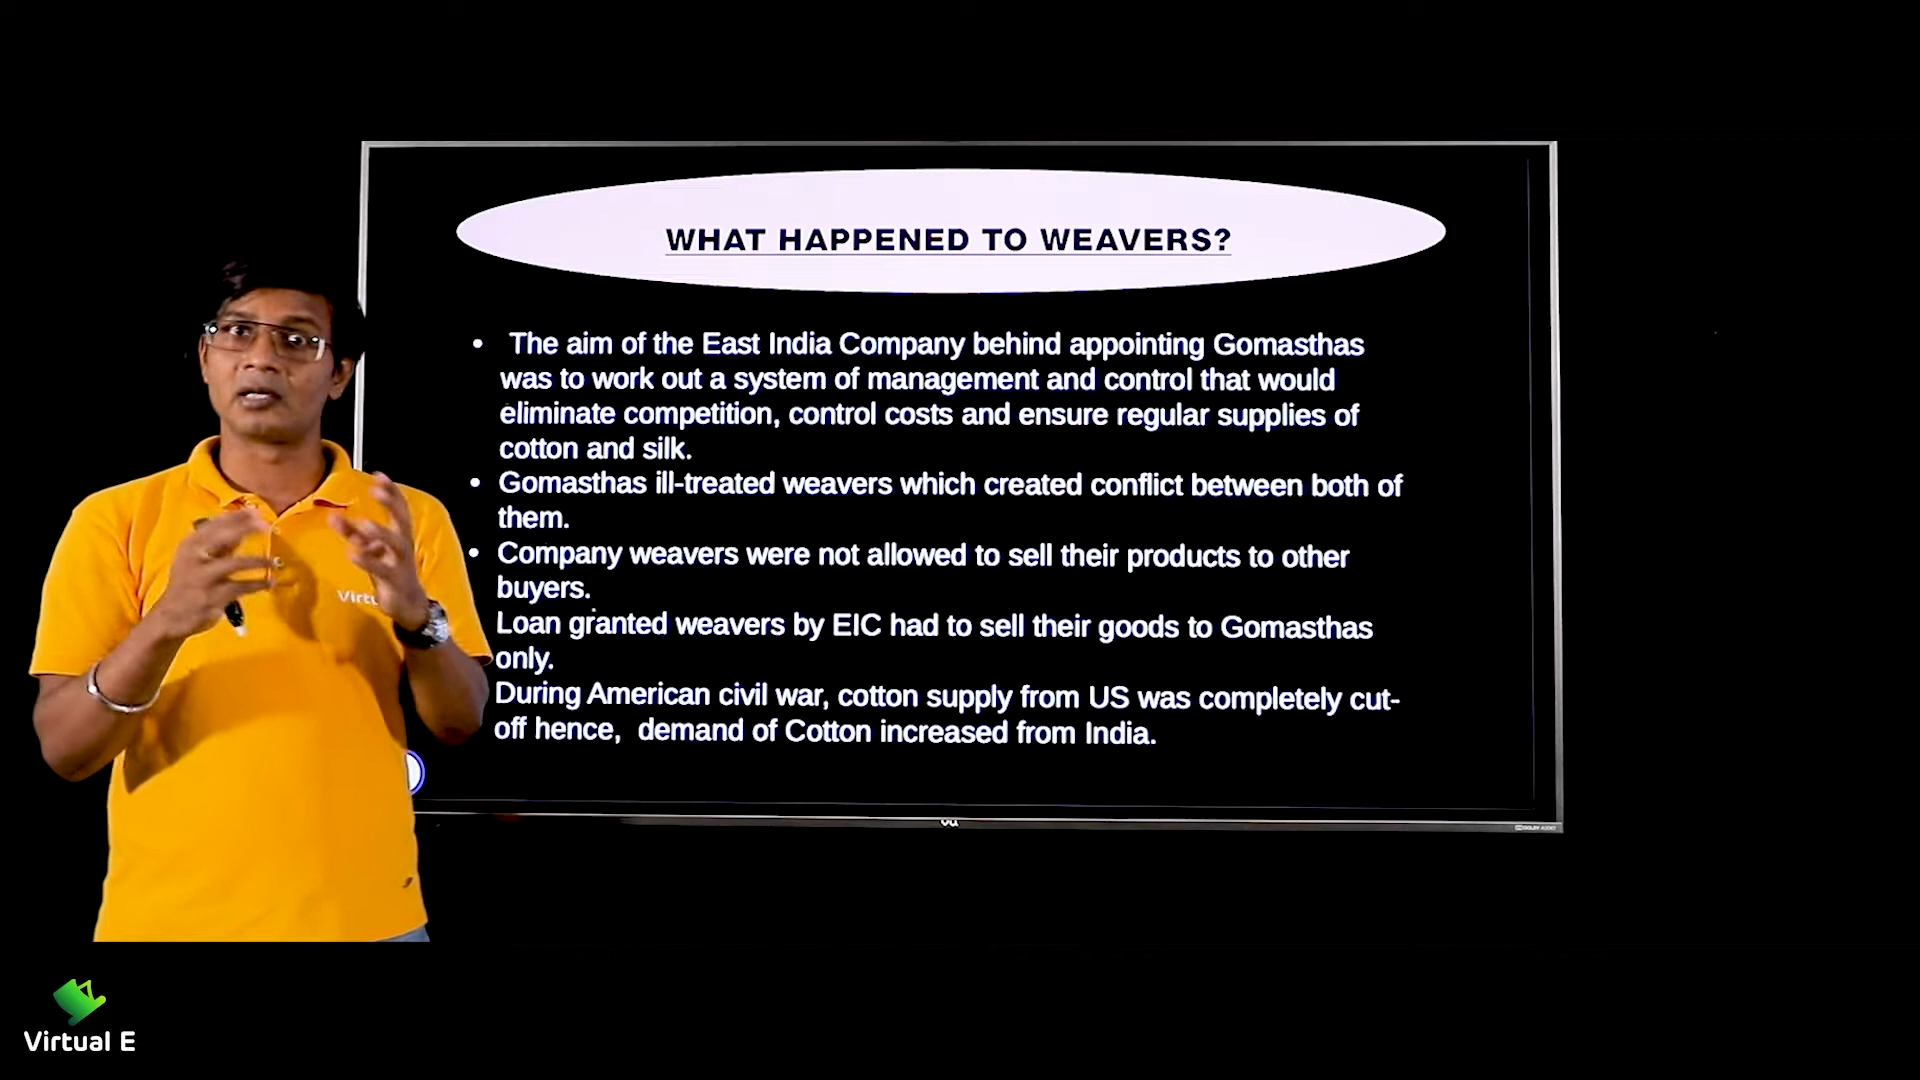 WHAT HAPPENED TO WEAVERS?
• The aim of the East India Company behind appointing Gomasthas
was to work out a system of management and control that would
eliminate competition, control costs and ensure regular supplies of
cotton and silk.
• Gomasthas ill-treated weavers which created conflict between both of
them.
• Company weavers were not allowed to sell their products to other
buyers.
Loan granted weavers by EIC had to sell their goods to Gomasthas
only.
During American civil war, cotton supply from US was completely cut-
off hence, demand of Cotton increased from India.
Virtual E